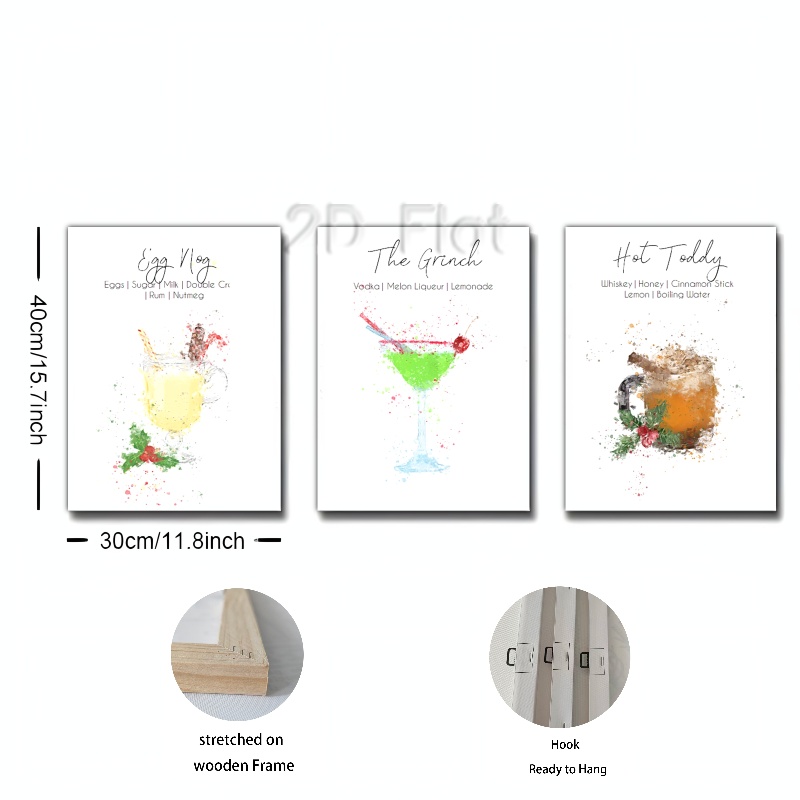 2D Flat
Egg Nog
Eggs | Sugar | Milk | Double Cr
| Rum | Nutmeg
The Grinch
Vodka | Melon Liqueur | Lemonade
Hot Toddy
Whiskey | Honey | Cinnamon Stick
Lemon | Boiling Water
40cm/15.7inch
30cm/11.8inch
stretched on
wooden Frame
Hook
Ready to Hang